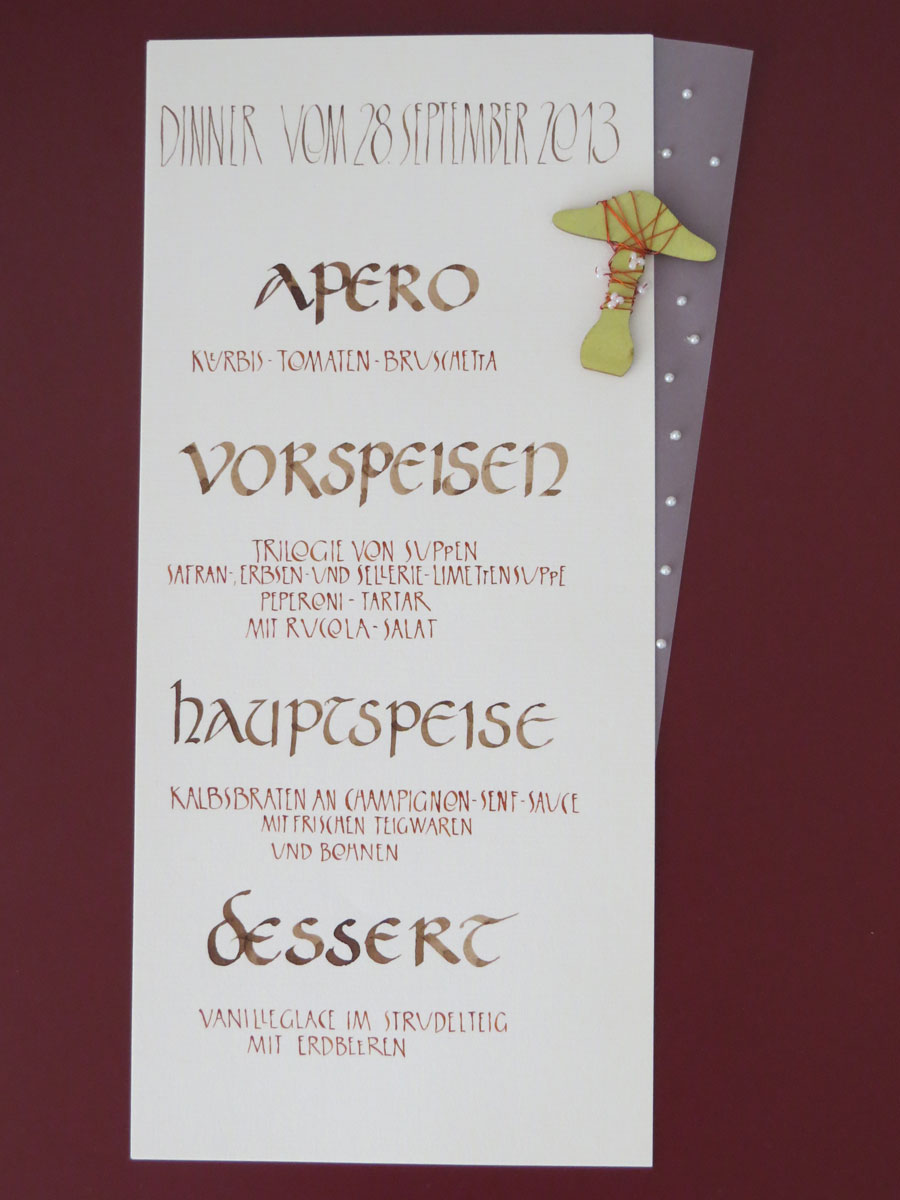 DINNER VOM 28. SEPTEMBER 2013
APERO
KÜRBIS-TOMATEN-BRUSCHETTA
VORSPEISEN
TRILOGIE VON SUPPEN
SAFRAN-, ERBSEN- UND SELLERIE-LIMETTENSUPPE
PEPERONI-TARTAR
MIT RUCOLA-SALAT
HAUPTSPEISE
KALBSBRATEN AN CHAMPIGNON-SENF-SAUCE
MIT FRISCHEN TEIGWAREN
UND BOHNEN
DESSERT
VANILLEGLACE IM STRUDELTEIG
MIT ERDBEEREN